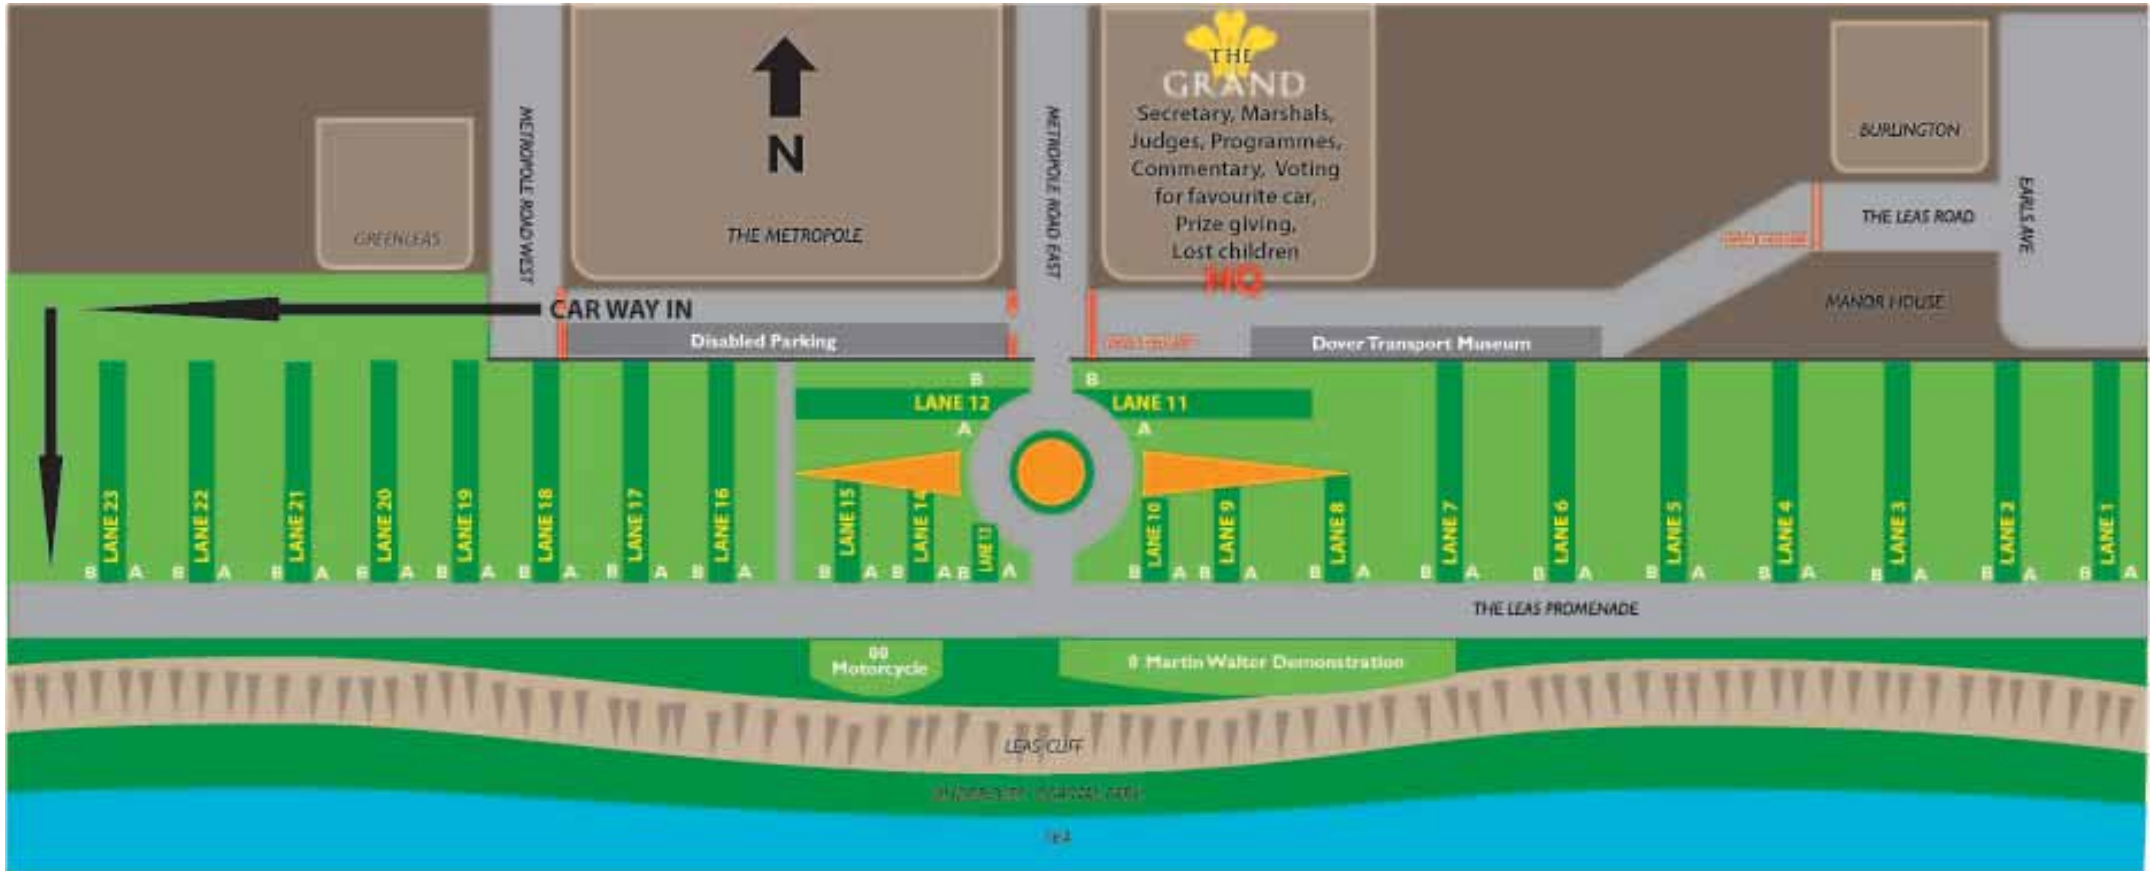 THE
GRAND
Secretary, Marshals,
Judges, Programmes,
Commentary, Voting
for favourite car,
Prize giving,
Lost children
HQ
N
METROPOLE ROAD WEST
METROPOLE ROAD EAST
GREENLEAS
THE METROPOLE
BURLINGTON
THE LEAS ROAD
EARLS AVE
MANOR HOUSE
CAR WAY IN
Disabled Parking
Dover Transport Museum
B
B
LANE 12
LANE 11
A
A
LANE 23
LANE 22
LANE 21
LANE 20
LANE 19
LANE 18
LANE 17
LANE 16
LANE 15
LANE 14
LANE 13
LANE 10
LANE 9
LANE 8
LANE 7
LANE 6
LANE 5
LANE 4
LANE 3
LANE 2
LANE 1
B A B A B A B A B A B A B A B A B A B A B A B A B A B A B A B A B A B A B A B A B A
THE LEAS PROMENADE
00
Motorcycle
0 Martin Walter Demonstration
LEAS CLIFF
SEA